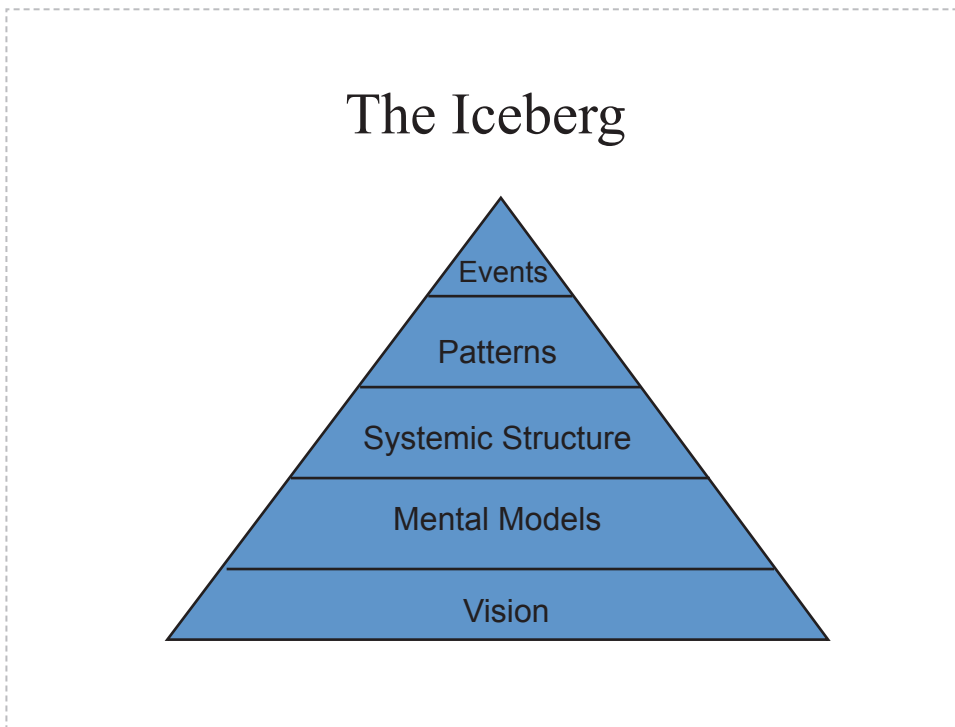 The Iceberg
Events
Patterns
Systemic Structure
Mental Models
Vision